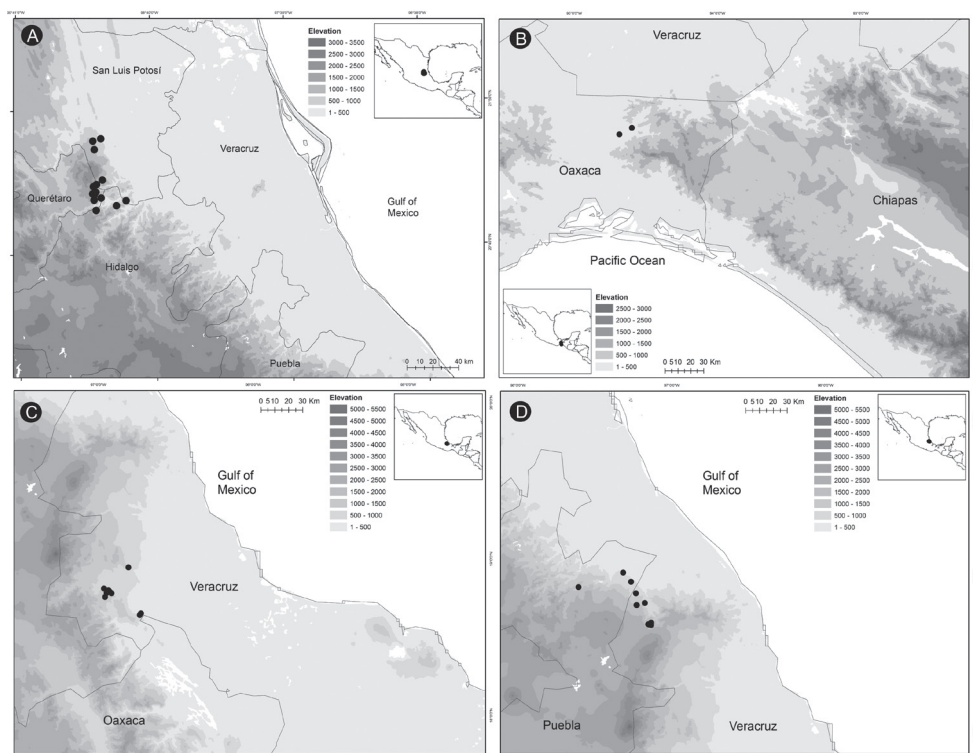 A
San Luis Potosí
Veracruz
Querétaro
Hidalgo
Puebla
Gulf of
Mexico
Elevation
3000 - 3500
2500 - 3000
2000 - 2500
1500 - 2000
1000 - 1500
500 - 1000
1 - 500
0 10 20 40 km
B
Veracruz
Oaxaca
Chiapas
Pacific Ocean
Elevation
2500 - 3000
2000 - 2500
1500 - 2000
1000 - 1500
500 - 1000
1 - 500
0 510 20 30 Km
C
0 510 20 30 Km
Elevation
5000 - 5500
4500 - 5000
4000 - 4500
3500 - 4000
3000 - 3500
2500 - 3000
2000 - 2500
1500 - 2000
1000 - 1500
500 - 1000
1 - 500
Gulf of
Mexico
Veracruz
Oaxaca
D
0 510 20 30 Km
Elevation
5000 - 5500
4500 - 5000
4000 - 4500
3500 - 4000
3000 - 3500
2500 - 3000
2000 - 2500
1500 - 2000
1000 - 1500
500 - 1000
1 - 500
Gulf of
Mexico
Puebla
Veracruz